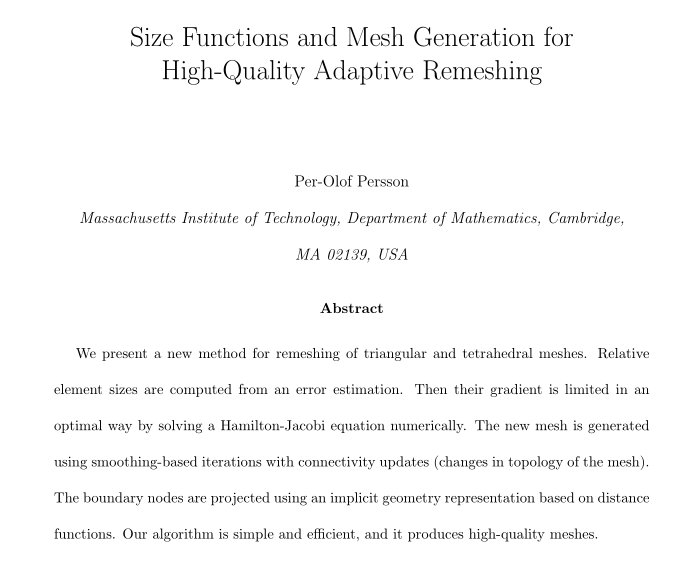 Size Functions and Mesh Generation for
High-Quality Adaptive Remeshing
Per-Olof Persson
Massachusetts Institute of Technology, Department of Mathematics, Cambridge,
MA 02139, USA
Abstract
We present a new method for remeshing of triangular and tetrahedral meshes. Relative
element sizes are computed from an error estimation. Then their gradient is limited in an
optimal way by solving a Hamilton-Jacobi equation numerically. The new mesh is generated
using smoothing-based iterations with connectivity updates (changes in topology of the mesh).
The boundary nodes are projected using an implicit geometry representation based on distance
functions. Our algorithm is simple and efficient, and it produces high-quality meshes.